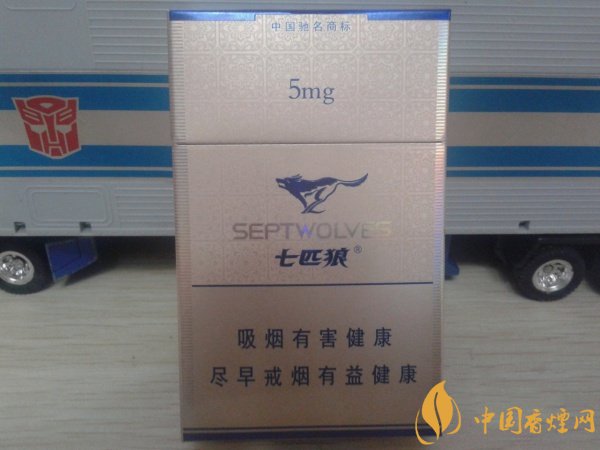 中国驰名商标
5mg
SEPTWOLVES
七匹狼®
吸烟有害健康
尽早戒烟有益健康
中国香烟网